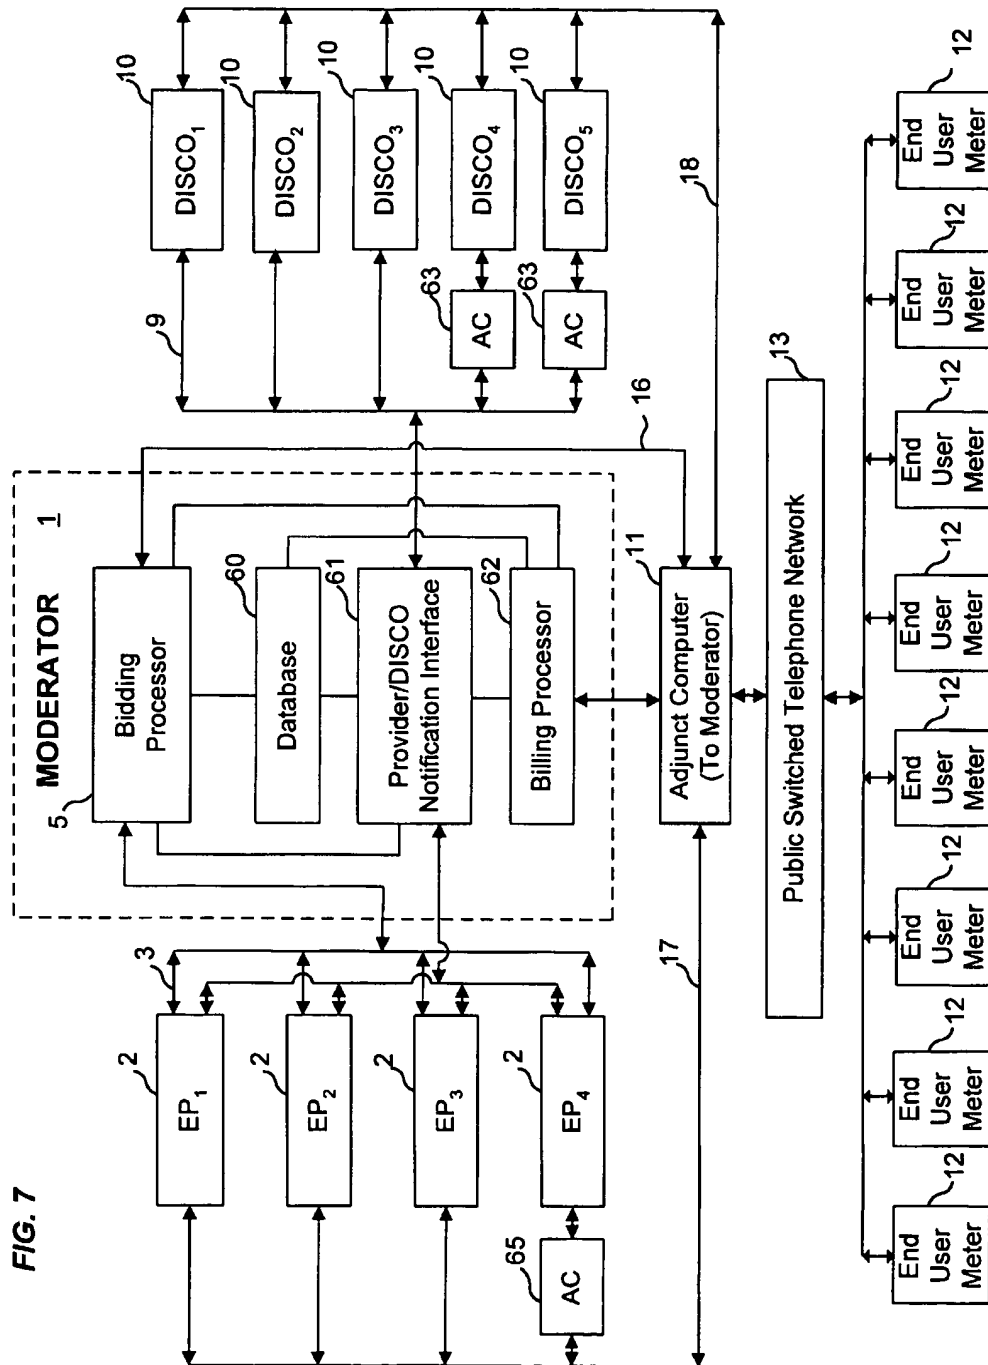 FIG. 7
MODERATOR
1
5
Bidding
Processor
60
Database
61
Provider/DISCO
Notification Interface
62
Billing Processor
3
2
EP1
2
EP2
2
EP3
2
EP4
65
AC
9
10
DISCO1
10
DISCO2
10
DISCO3
10
DISCO4
10
DISCO5
63
AC
63
AC
16
17
18
11
Adjunct Computer
(To Moderator)
13
Public Switched Telephone Network
12
End
User
Meter
12
End
User
Meter
12
End
User
Meter
12
End
User
Meter
12
End
User
Meter
12
End
User
Meter
12
End
User
Meter
12
End
User
Meter